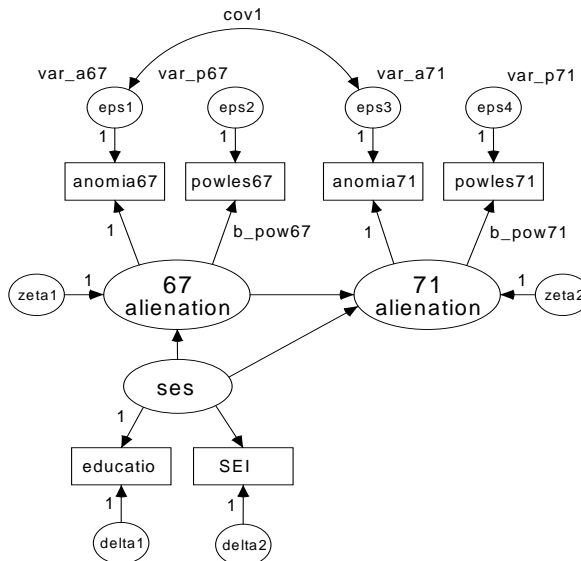 cov1
var_a67
var_p67
var_a71
var_p71
eps1
eps2
eps3
eps4
1
1
1
1
anomia67
powles67
anomia71
powles71
1
b_pow67
1
b_pow71
zeta1
1
67
alienation
71
alienation
1
zeta2
ses
1
educatio
SEI
1
1
delta1
delta2